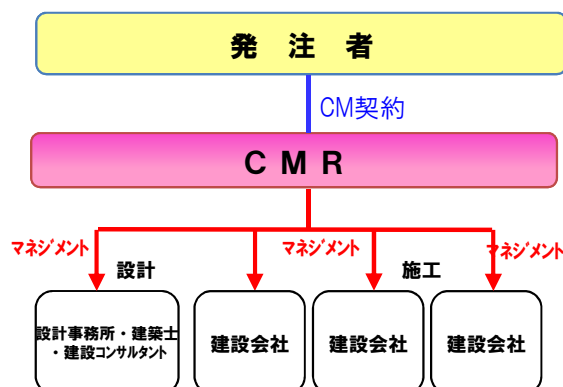 発 注 者
CM契約
C M R
マネジメント
マネジメント
マネジメント
設計
施工
設計事務所・建築士
・建設コンサルタント
建設会社
建設会社
建設会社